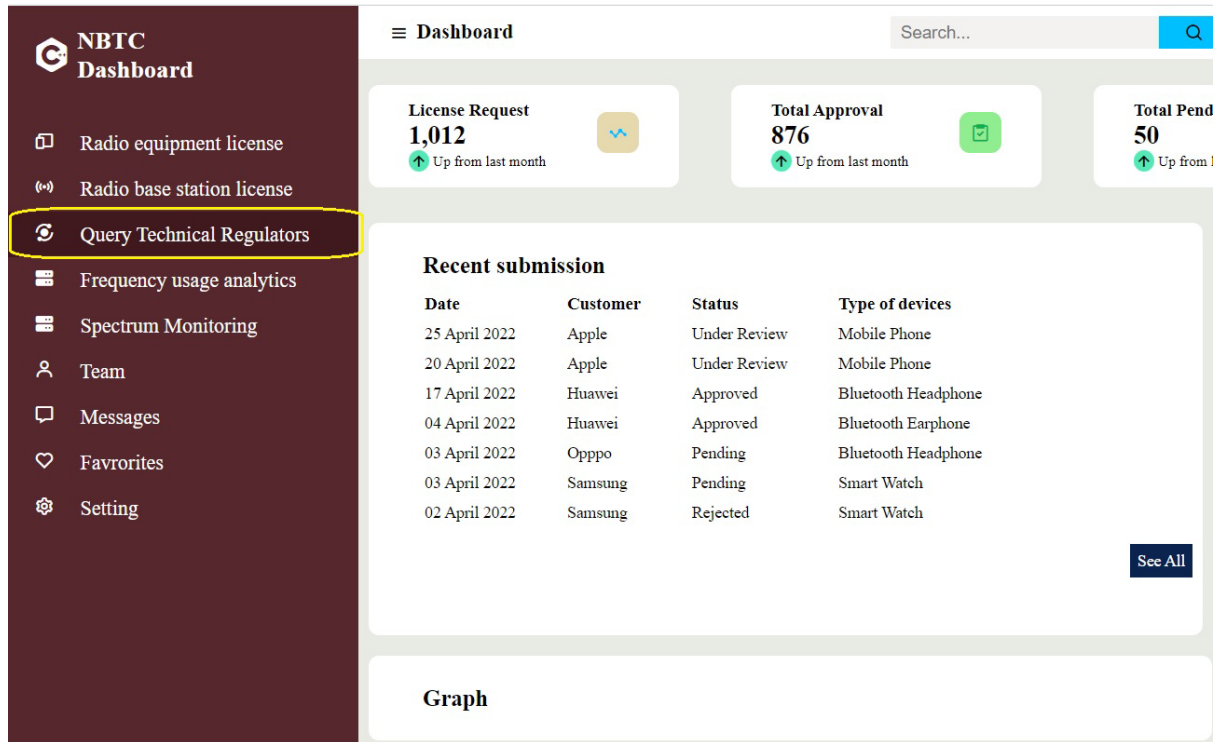 NBTC
Dashboard
Radio equipment license
Radio base station license
Query Technical Regulators
Frequency usage analytics
Spectrum Monitoring
Team
Messages
Favrorites
Setting
Dashboard
Search...
License Request
1,012
Up from last month
Total Approval
876
Up from last month
Total Pend
50
Up from
Recent submission
Date Customer Status Type of devices
25 April 2022 Apple Under Review Mobile Phone
20 April 2022 Apple Under Review Mobile Phone
17 April 2022 Huawei Approved Bluetooth Headphone
04 April 2022 Huawei Approved Bluetooth Earphone
03 April 2022 Opppo Pending Bluetooth Headphone
03 April 2022 Samsung Pending Smart Watch
02 April 2022 Samsung Rejected Smart Watch
See All
Graph